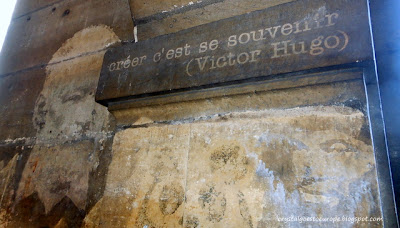 créer c'est se souvenir
(Victor Hugo)